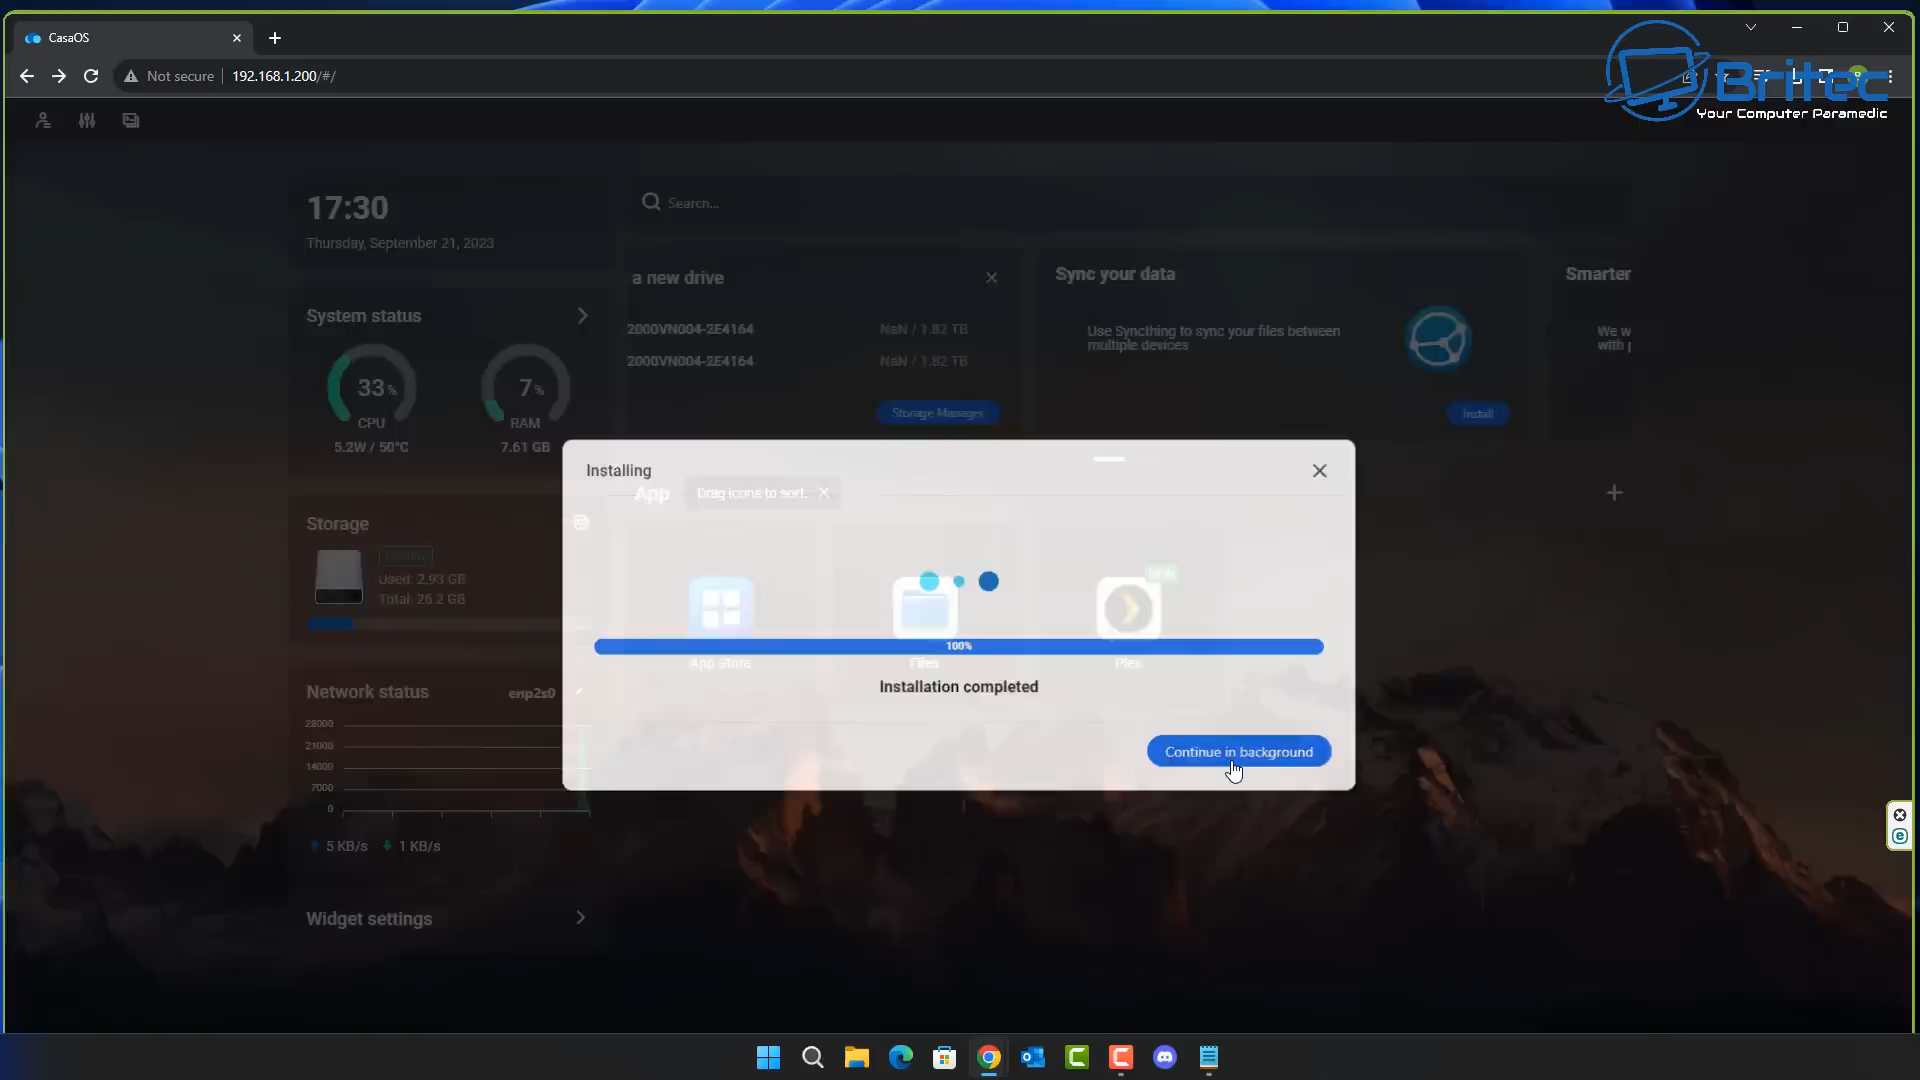 CasaOS
Not secure
192.168.1.200/#/
Britec
Your Computer Paramedic
17:30
Thursday, September 21, 2023
Search...
System status
33%
CPU
5.2W / 50°C
7%
RAM
7.61 GB
a new drive
2000VN004-2E4164 NaN / 1.82 TB
2000VN004-2E4164 NaN / 1.82 TB
Storage Manager
Sync your data
Use Syncthing to sync your files between
multiple devices
Install
Smarter
We w
with p
Installing
App
Drag icons to sort.
100%
App Store
Files
Plex
NEW
Installation completed
Continue in background
Storage
Used: 2.93 GB
Total: 26.2 GB
Network status
enp2s0
28000
21000
14000
7000
0
5 KB/s
1 KB/s
Widget settings